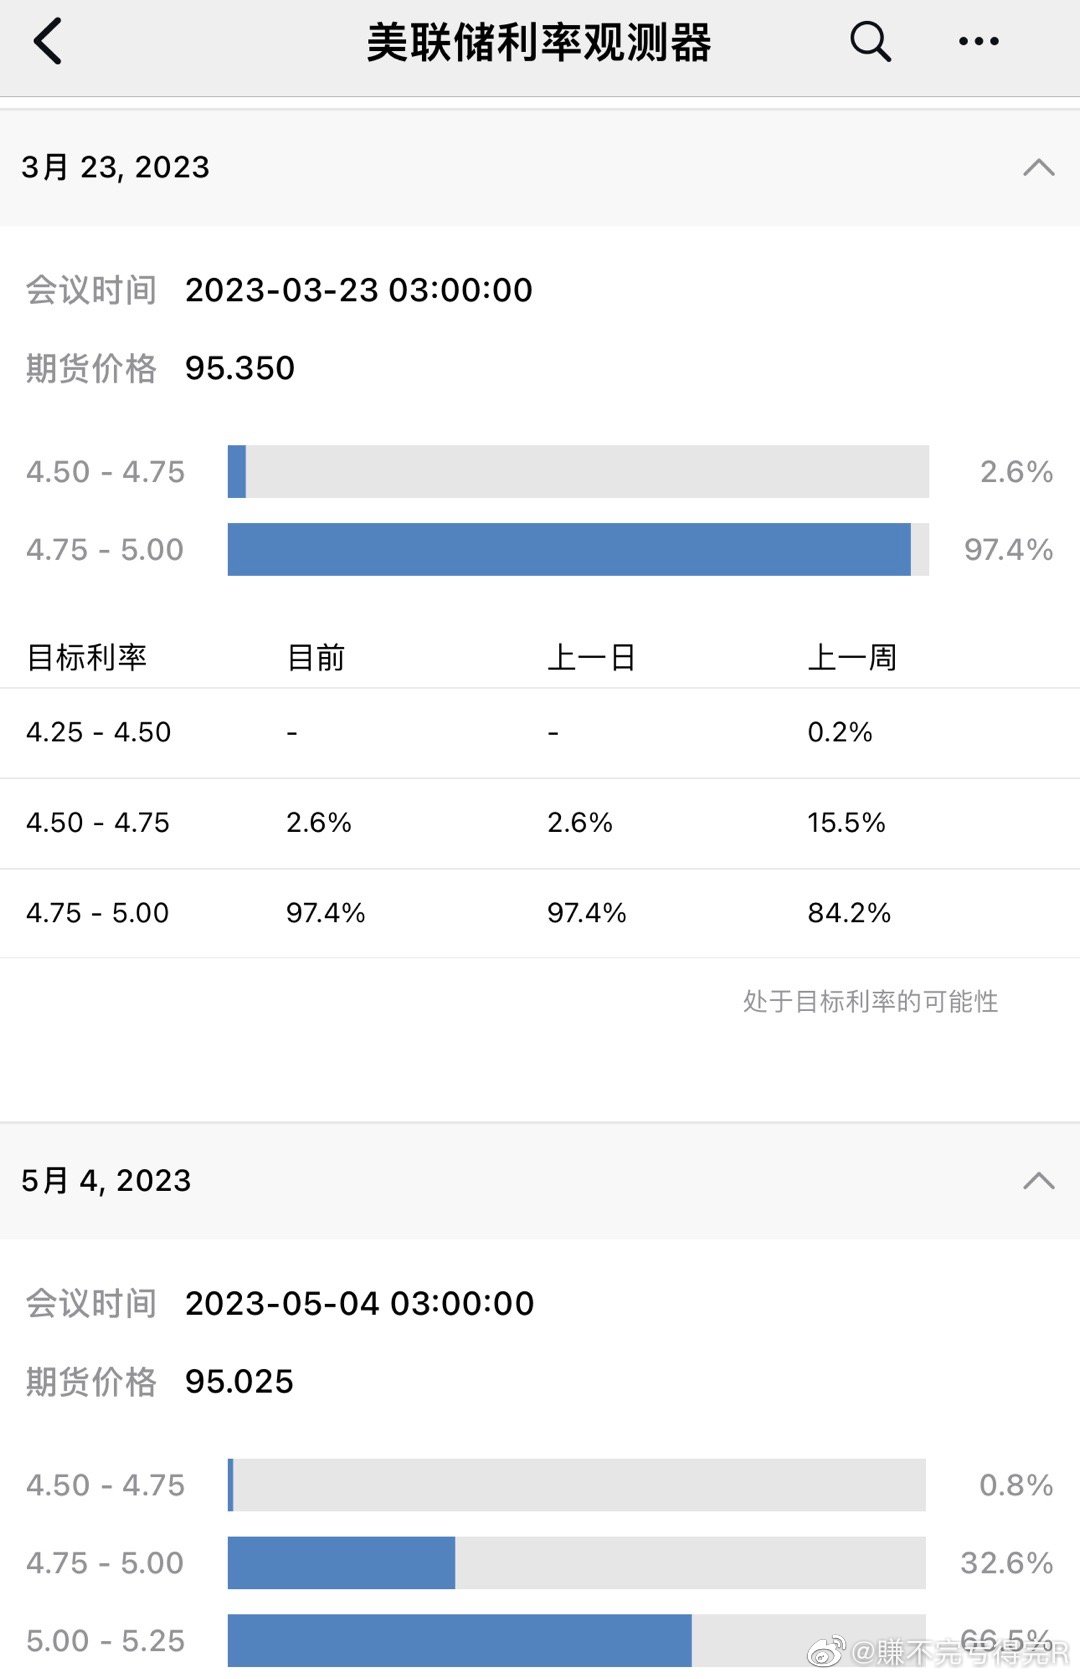 美联储利率观测器
3月 23, 2023
会议时间 2023-03-23 03:00:00
期货价格 95.350
4.50 - 4.75 2.6%
4.75 - 5.00 97.4%
目标利率 目前 上一日 上一周
4.25 - 4.50 - - 0.2%
4.50 - 4.75 2.6% 2.6% 15.5%
4.75 - 5.00 97.4% 97.4% 84.2%
处于目标利率的可能性
5月 4, 2023
会议时间 2023-05-04 03:00:00
期货价格 95.025
4.50 - 4.75 0.8%
4.75 - 5.00 32.6%
5.00 - 5.25 66.5%
@賺不完亏得完R